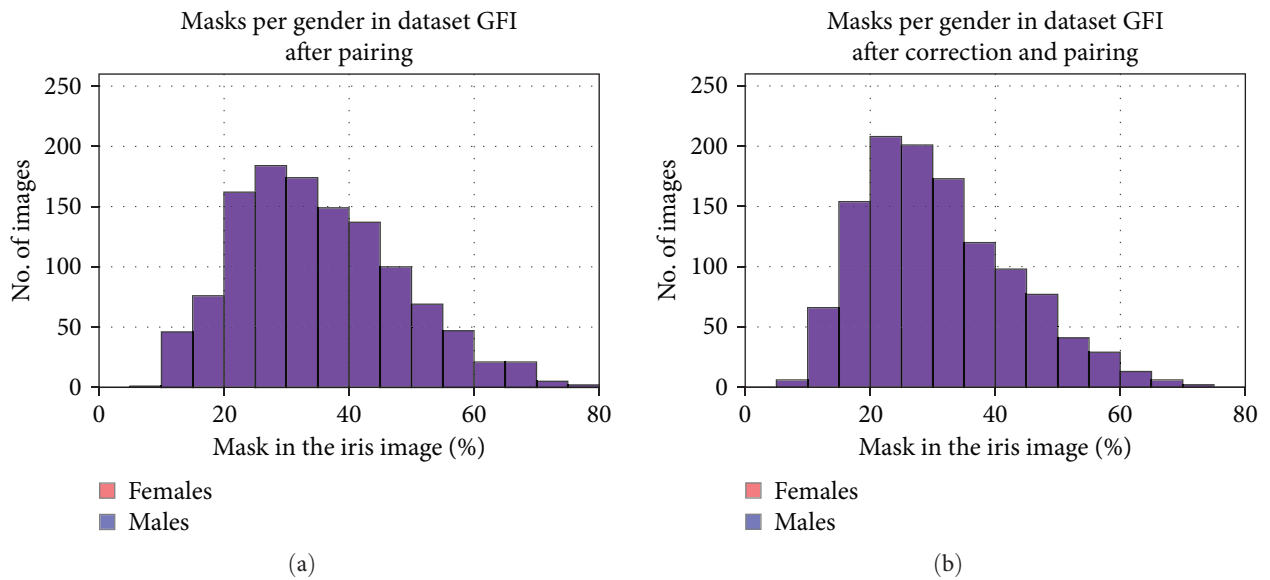 Masks per gender in dataset GFI
after pairing
250
200
150
100
50
0
No. of images
0 20 40 60 80
Mask in the iris image (%)
Females
Males
(a)
Masks per gender in dataset GFI
after correction and pairing
250
200
150
100
50
0
No. of images
0 20 40 60 80
Mask in the iris image (%)
Females
Males
(b)